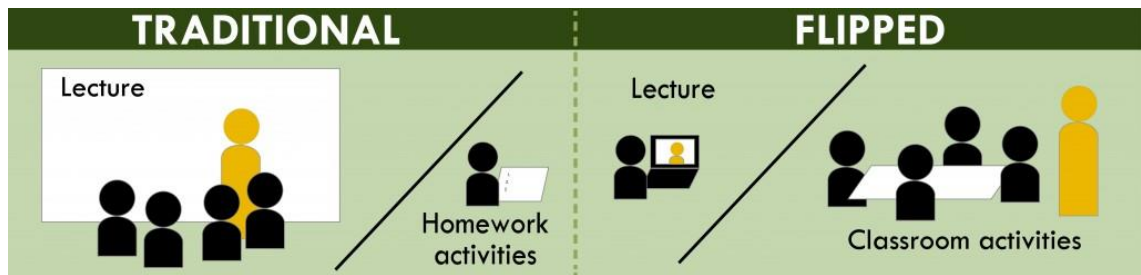 TRADITIONAL
Lecture
Homework
activities
FLIPPED
Lecture
Classroom activities